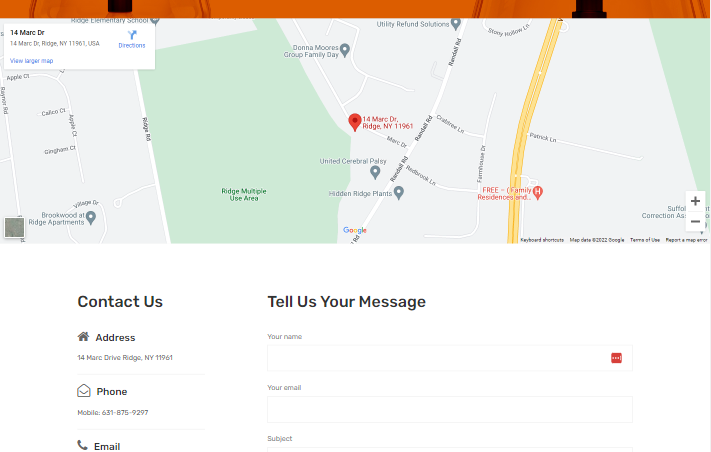 Ridge Elementary School
Utility Refund Solutions
Stony Hollow Ln
14 Marc Dr
14 Marc Dr, Ridge, NY 11961, USA
Directions
View larger map
Donna Moores
Group Family Day
Randall Rd
Apple Ct
Raynor Rd
Calico Ct
Apple Ct
Gingham Ct
Ridge Rd
14 Marc Dr,
Ridge, NY 11961
Marc Dr
Randall Rd
Crabtree Ln
Patrick Ln
United Cerebral Palsy
Randall Rd
Redbrook Ln
Farmhouse Dr
Ridge Multiple
Use Area
Hidden Ridge Plants
FREE – ( Family
Residences and...
Village Dr
Brookwood at
Ridge Apartments
Google
Keyboard shortcuts
Map data ©2022 Google
Terms of Use
Report a map error
Contact Us
Tell Us Your Message
Address
14 Marc Drive Ridge, NY 11961
Phone
Mobile: 631-875-9297
Email
Your name
Your email
Subject